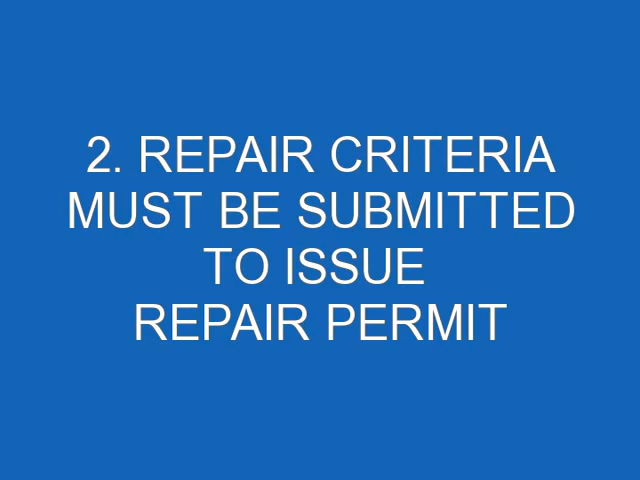 2. REPAIR CRITERIA
MUST BE SUBMITTED
TO ISSUE
REPAIR PERMIT